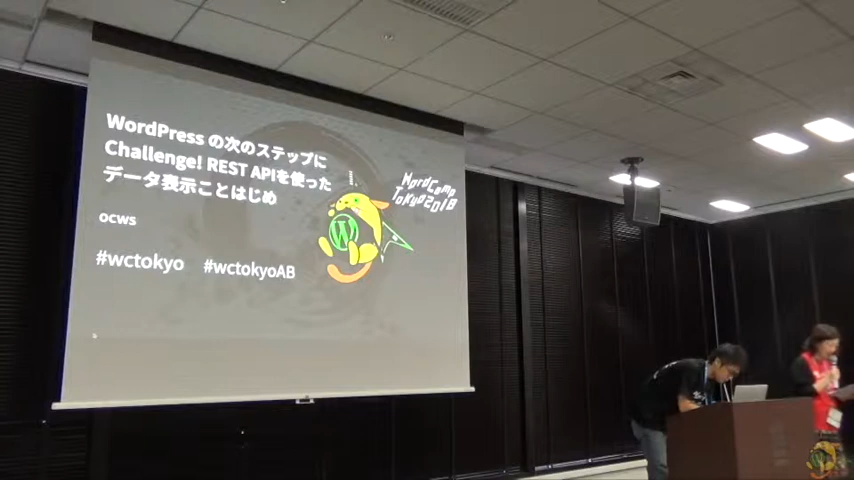 WordPress の次のステップに
Challenge! REST APIを使った
データ表示ことはじめ
ocws
#wctokyo #wctokyoAB
WordCamp
Tokyo2018